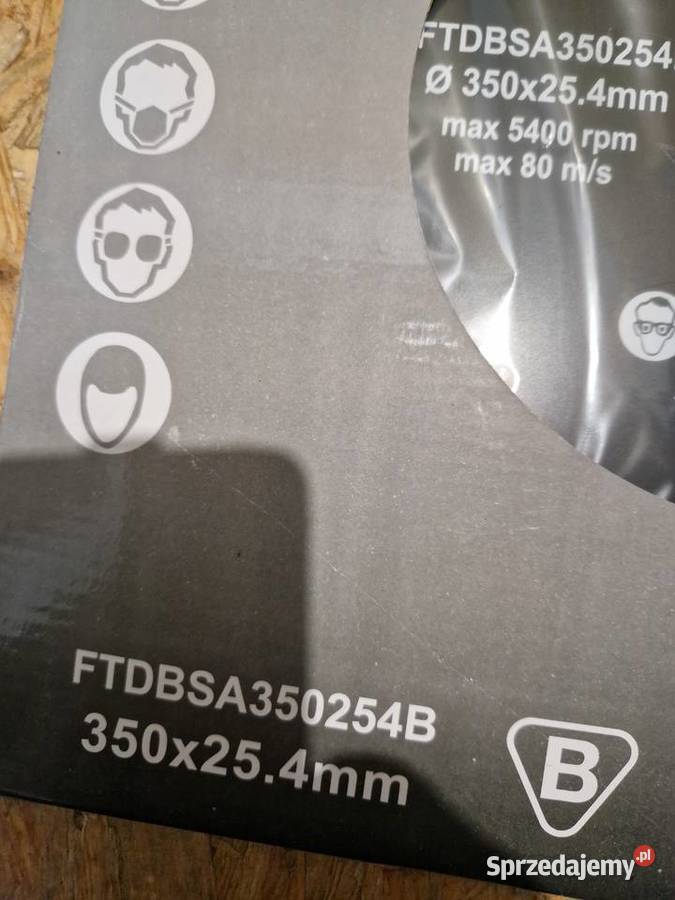 FTDBSA350254
Ø 350x25.4mm
max 5400 rpm
max 80 m/s
FTDBSA350254B
350x25.4mm
B
Sprzedajemy.pl